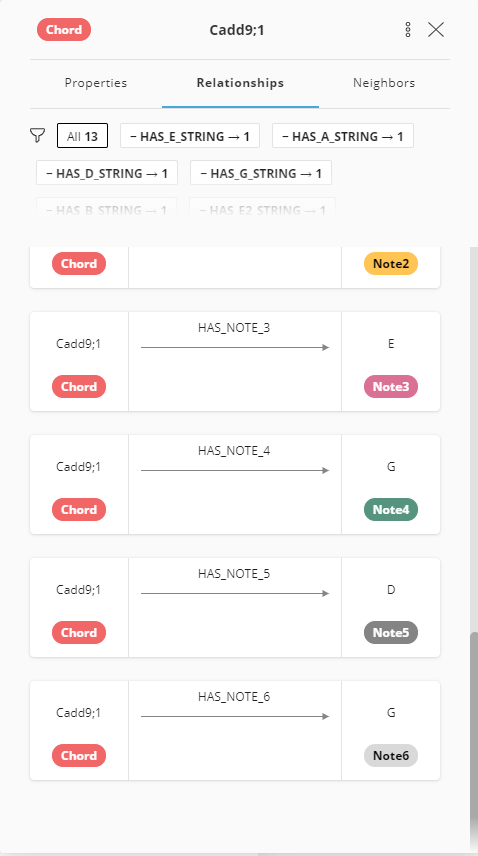 Chord Cadd9;1
Properties Relationships Neighbors
All 13 – HAS_E_STRING → 1 – HAS_A_STRING → 1
– HAS_D_STRING → 1 – HAS_G_STRING → 1
– HAS_B_STRING → 1 – HAS_E2_STRING → 1
Chord Note2
HAS_NOTE_3
Cadd9;1 E
Chord Note3
HAS_NOTE_4
Cadd9;1 G
Chord Note4
HAS_NOTE_5
Cadd9;1 D
Chord Note5
HAS_NOTE_6
Cadd9;1 G
Chord Note6